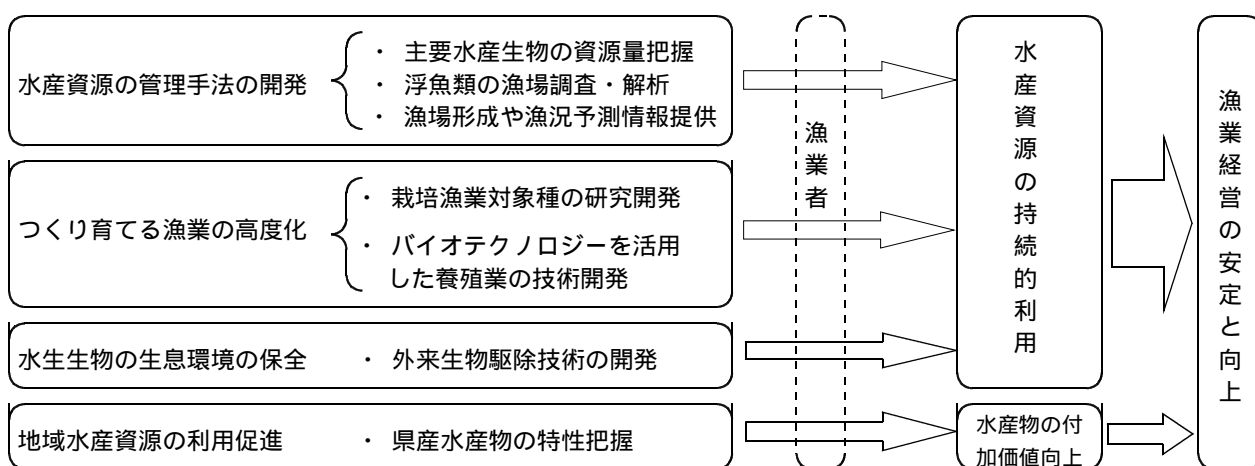 水産資源の管理手法の開発
・ 主要水産生物の資源量把握
・ 浮魚類の漁場調査・解析
・ 漁場形成や漁況予測情報提供
つくり育てる漁業の高度化
・ 栽培漁業対象種の研究開発
・ バイオテクノロジーを活用
した養殖業の技術開発
水生生物の生息環境の保全
・ 外来生物駆除技術の開発
地域水産資源の利用促進
・ 県産水産物の特性把握
漁業者
水産資源の持続的利用
水産物の付
加価値向上
漁業経営の安定と向上